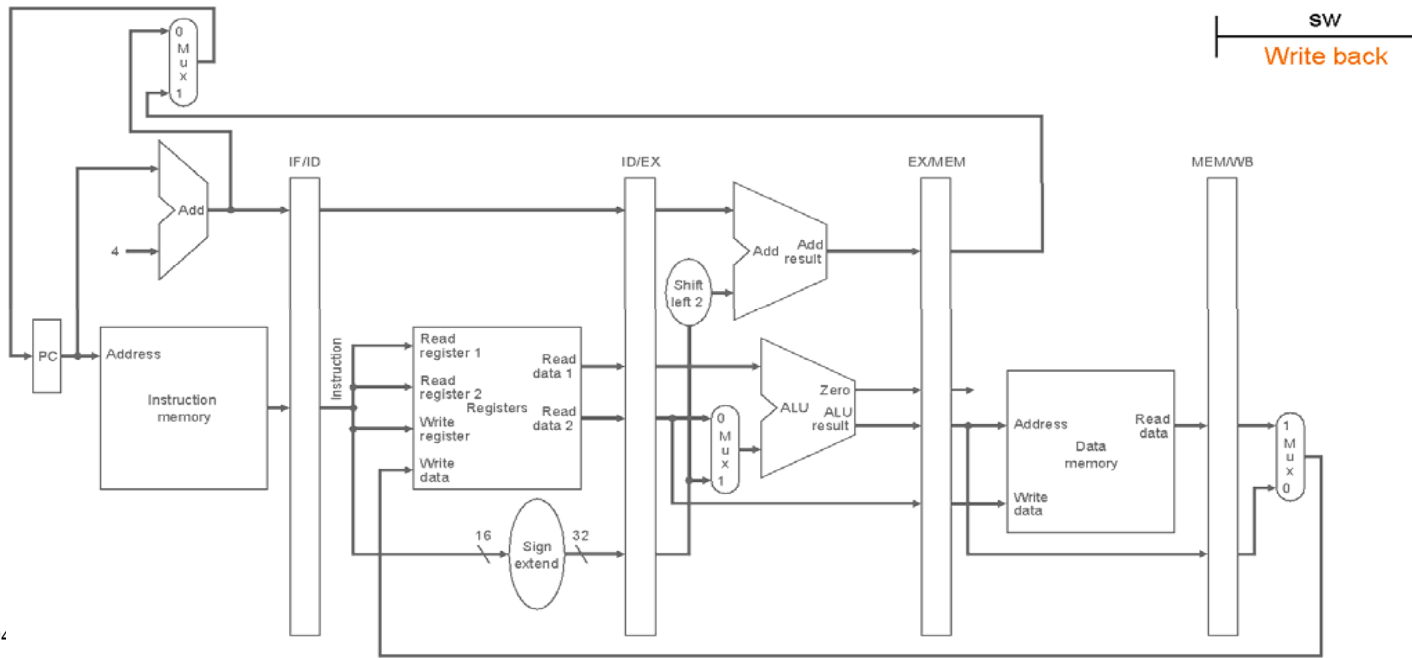 sw
Write back
0
M
u
x
1
IF/ID
ID/EX
EX/MEM
MEM/WB
Add
4
Add
Add
result
Shift
left 2
PC
Address
Instruction
memory
Instruction
Read
register 1
Read
register 2
Write
register
Write
data
Registers
Read
data 1
Read
data 2
0
M
u
x
1
Zero
ALU
ALU
result
Address
Read
data
Data
memory
Write
data
1
M
u
x
0
16
Sign
extend
32